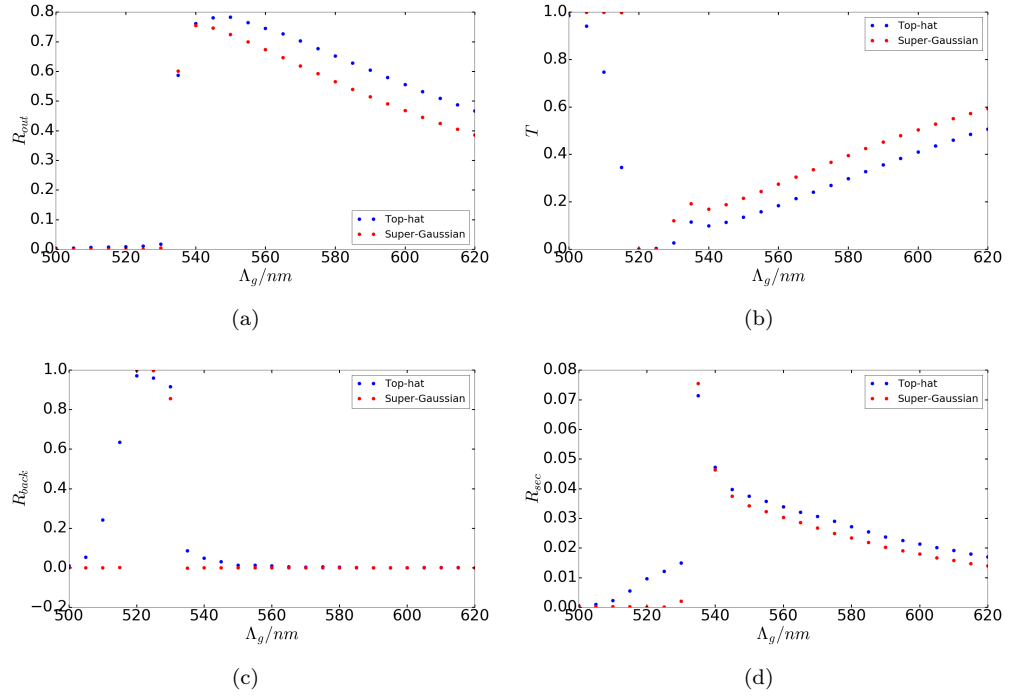 0.8
0.7
0.6
0.5
0.4
0.3
0.2
0.1
0.0
R_out
500 520 540 560 580 600 620
Λ_g/nm
Top-hat
Super-Gaussian
(a)
1.0
0.8
0.6
0.4
0.2
0.0
T
500 520 540 560 580 600 620
Λ_g/nm
Top-hat
Super-Gaussian
(b)
1.0
0.8
0.6
0.4
0.2
0.0
−0.2
R_back
500 520 540 560 580 600 620
Λ_g/nm
Top-hat
Super-Gaussian
(c)
0.08
0.07
0.06
0.05
0.04
0.03
0.02
0.01
0.00
R_sec
500 520 540 560 580 600 620
Λ_g/nm
Top-hat
Super-Gaussian
(d)